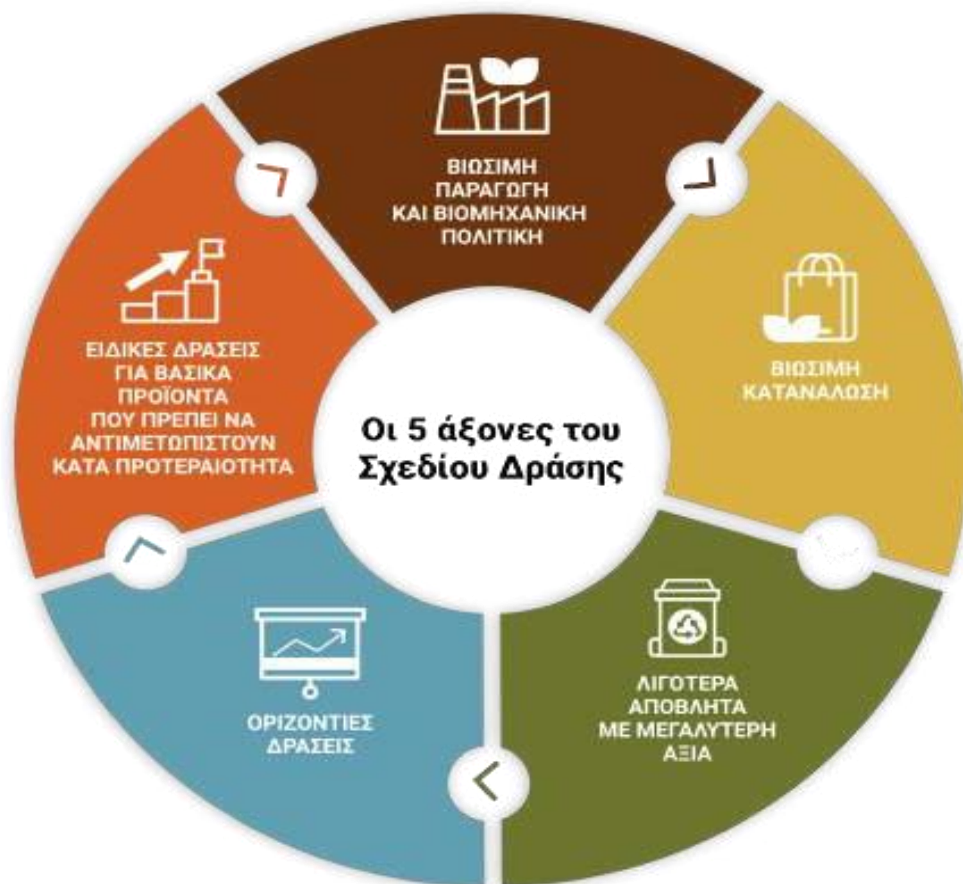 ΒΙΩΣΙΜΗ
ΠΑΡΑΓΩΓΗ
ΚΑΙ ΒΙΟΜΗΧΑΝΙΚΗ
ΠΟΛΙΤΙΚΗ
ΒΙΩΣΙΜΗ
ΚΑΤΑΝΑΛΩΣΗ
ΛΙΓΟΤΕΡΑ
ΑΠΟΒΛΗΤΑ
ΜΕ ΜΕΓΑΛΥΤΕΡΗ
ΑΞΙΑ
ΟΡΙΖΟΝΤΙΕΣ
ΔΡΑΣΕΙΣ
ΕΙΔΙΚΕΣ ΔΡΑΣΕΙΣ
ΓΙΑ ΒΑΣΙΚΑ
ΠΡΟΪΟΝΤΑ
ΠΟΥ ΠΡΕΠΕΙ ΝΑ
ΑΝΤΙΜΕΤΩΠΙΣΤΟΥΝ
ΚΑΤΑ ΠΡΟΤΕΡΑΙΟΤΗΤΑ
Οι 5 άξονες του
Σχεδίου Δράσης